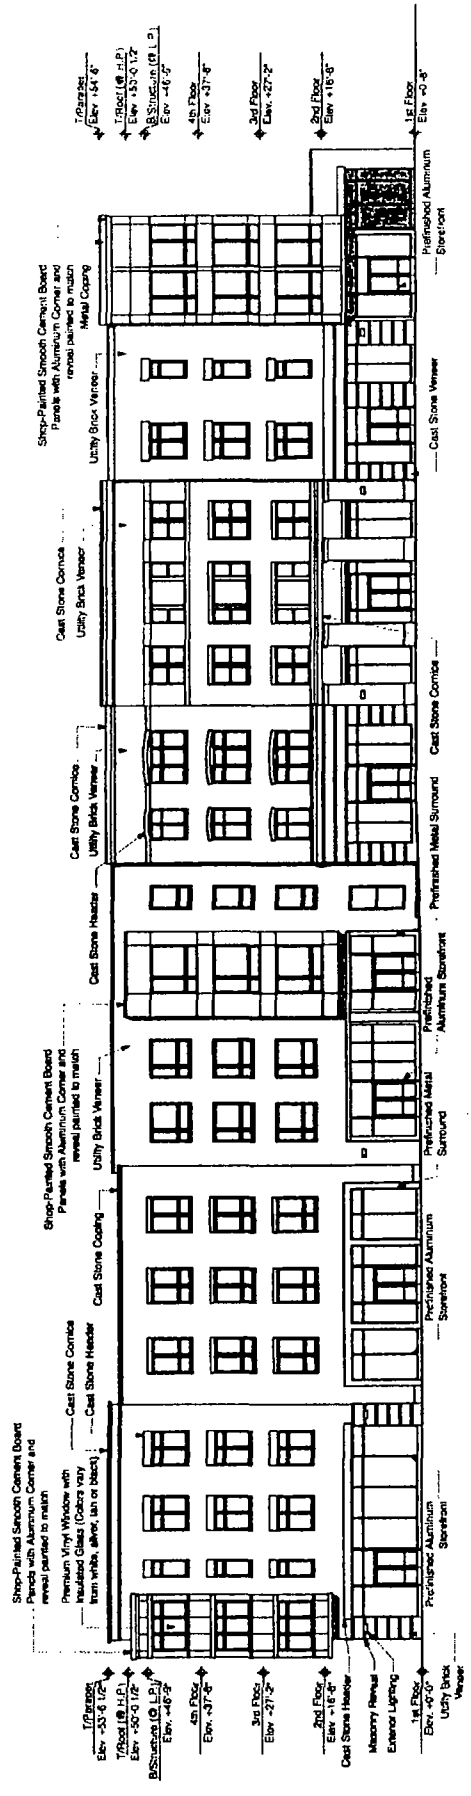 Shop-Painted Smooth Cement Board
Panels with Aluminum Corner and
reveal painted to match
Premium Vinyl Window with
Insulated Glass (Colors vary
from white, silver, tan or black)
Cast Stone Cornice
Cast Stone Header
Cast Stone Coping
Shop-Painted Smooth Cement Board
Panels with Aluminum Corner and
reveal painted to match
Utility Brick Veneer
Cast Stone Header
Cast Stone Cornice
Utility Brick Veneer
Cast Stone Cornice
Utility Brick Veneer
Shop-Painted Smooth Cement Board
Panels with Aluminum Corner and
reveal painted to match
Utility Brick Veneer
Metal Coping
T/Parapet
Elev +53'-6 1/2"
T/Roof (@ H.P.)
Elev +50'-0 1/2"
B/Structure (@ L.P.)
Elev. +46'-9"
4th Floor
Elev. +37'-8"
3rd Floor
Elev. +27'-2"
2nd Floor
Elev +16'-8"
1st Floor
Elev. +0'-0"
T/Parapet
Elev +54'-6"
T/Roof (@ H.P.)
Elev +50'-0 1/2"
B/Structure (@ L.P.)
4th Floor
Elev +37'-8"
3rd Floor
Elev. +27'-2"
2nd Floor
Elev +16'-8"
1st Floor
Cast Stone Header
Masonry Reveal
Exterior Lighting
Utility Brick
Veneer
Prefinished Aluminum
Storefront
Prefinished Aluminum
Storefront
Prefinished Metal
Surround
Prefinished
Aluminum Storefront
Prefinished Metal Surround
Cast Stone Cornice
Cast Stone Veneer
Prefinished Aluminum
Storefront